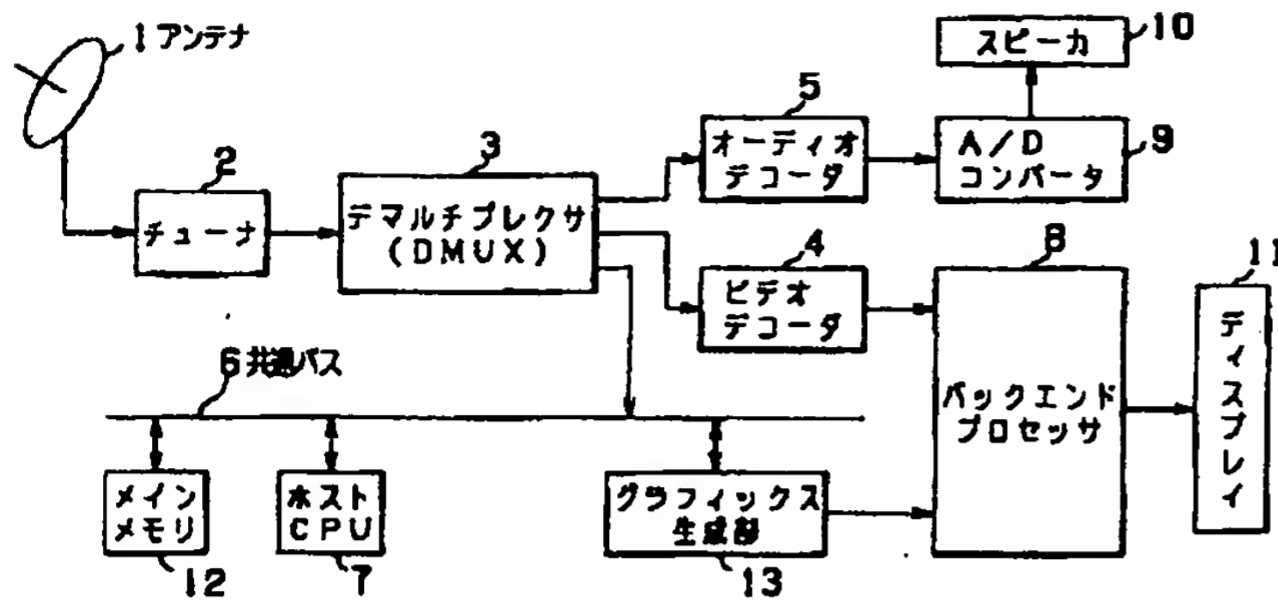 1 アンテナ
2
チューナ
3
デマルチプレクサ
(DMUX)
5
オーディオ
デコーダ
10
スピーカ
A/D
コンバータ
9
4
ビデオ
デコーダ
8
バックエンド
プロセッサ
11
ディスプレイ
6 共通バス
メイン
メモリ
12
ホスト
CPU
7
グラフィックス
生成部
13